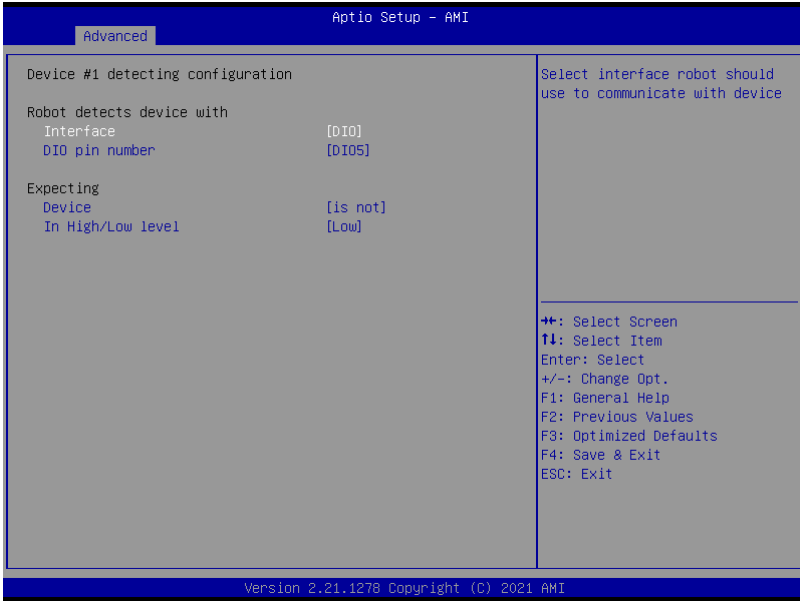 Aptio Setup – AMI
Advanced
Device #1 detecting configuration
Robot detects device with
Interface [DIO]
DIO pin number [DIO5]
Expecting
Device [is not]
In High/Low level [Low]
Select interface robot should
use to communicate with device
→←: Select Screen
↑↓: Select Item
Enter: Select
+/-: Change Opt.
F1: General Help
F2: Previous Values
F3: Optimized Defaults
F4: Save & Exit
ESC: Exit
Version 2.21.1278 Copyright (C) 2021 AMI